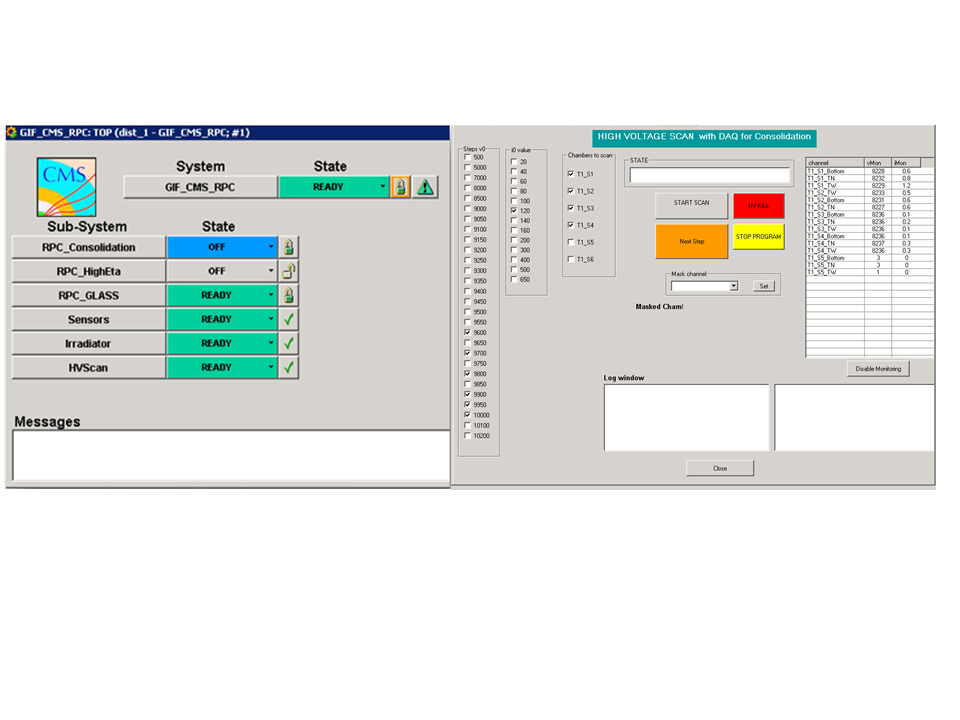 GIF_CMS_RPC: TOP (dist_1 - GIF_CMS_RPC; #1)
CMS
System State
GIF_CMS_RPC READY
Sub-System State
RPC_Consolidation OFF
RPC_HighEta OFF
RPC_GLASS READY
Sensors READY
Irradiator READY
HVScan READY
Messages
HIGH VOLTAGE SCAN with DAQ for Consolidation
Steps v0
500
5000
7000
8000
8500
9000
9050
9100
9150
9200
9250
9300
9350
9400
9450
9500
9550
9600
9650
9700
9750
9800
9850
9900
9950
10000
10100
10200
i0 value
20
40
60
80
100
120
140
160
200
300
400
500
650
Chambers to scan
T1_S1
T1_S2
T1_S3
T1_S4
T1_S5
T1_S6
STATE
START SCAN
HV KILL
Next Step
STOP PROGRAM
Mask channel
Set
Masked Cham
channel vMon iMon
T1_S1_Bottom 8228 0.6
T1_S1_TN 8232 0.8
T1_S1_TW 8229 1.2
T1_S2_TW 8233 0.5
T1_S2_Bottom 8231 0.6
T1_S2_TN 8227 0.6
T1_S3_Bottom 8236 0.1
T1_S3_TN 8236 0.2
T1_S3_TW 8236 0.1
T1_S4_Bottom 8236 0.1
T1_S4_TN 8237 0.3
T1_S4_TW 8236 0.3
T1_S5_Bottom 3 0
T1_S5_TN 3 0
T1_S5_TW 1 0
Disable Monitoring
Log window
Close